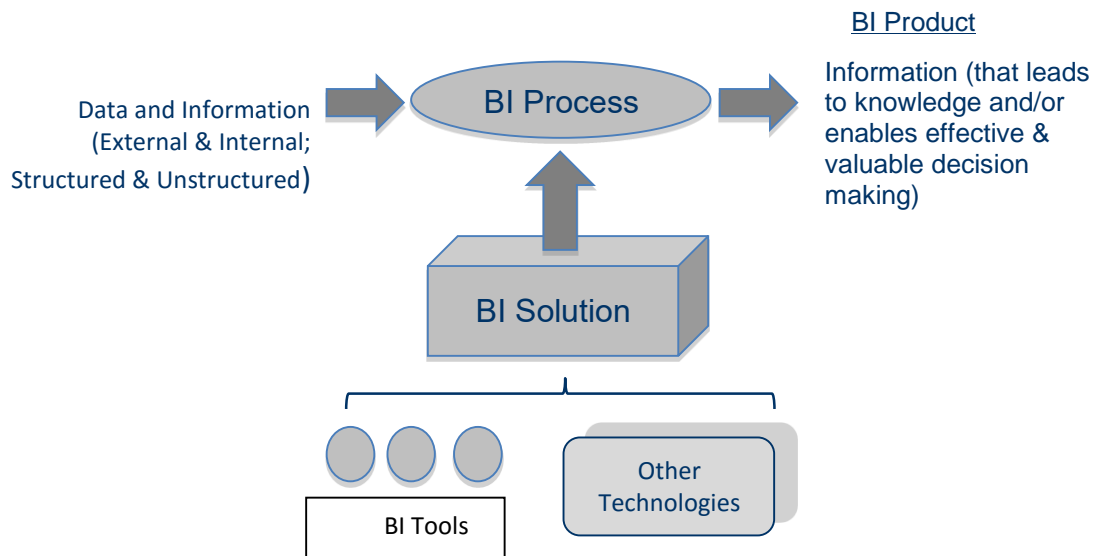 BI Product
Data and Information
(External & Internal;
Structured & Unstructured)
BI Process
Information (that leads
to knowledge and/or
enables effective &
valuable decision
making)
BI Solution
BI Tools
Other
Technologies